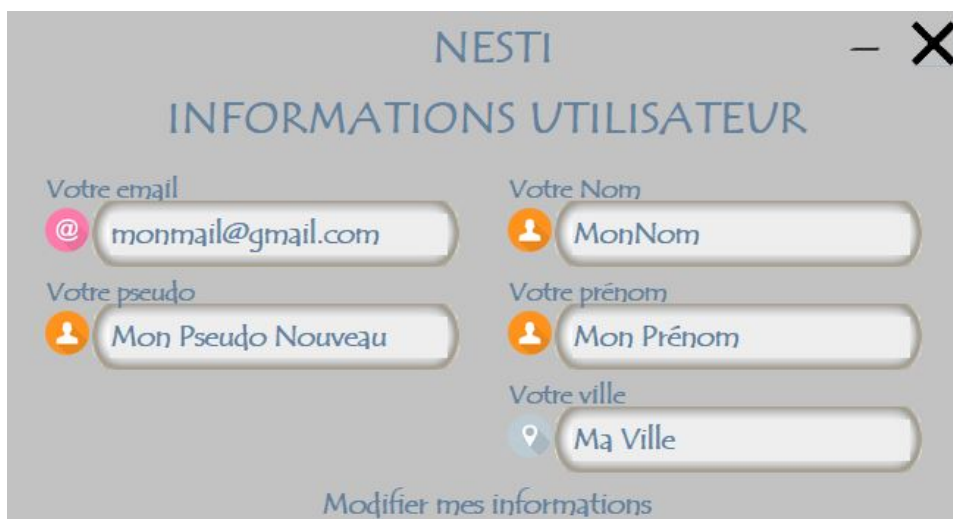 NESTI
INFORMATIONS UTILISATEUR
Votre email
@ monmail@gmail.com
Votre pseudo
Mon Pseudo Nouveau
Votre Nom
MonNom
Votre prénom
Mon Prénom
Votre ville
Ma Ville
Modifier mes informations